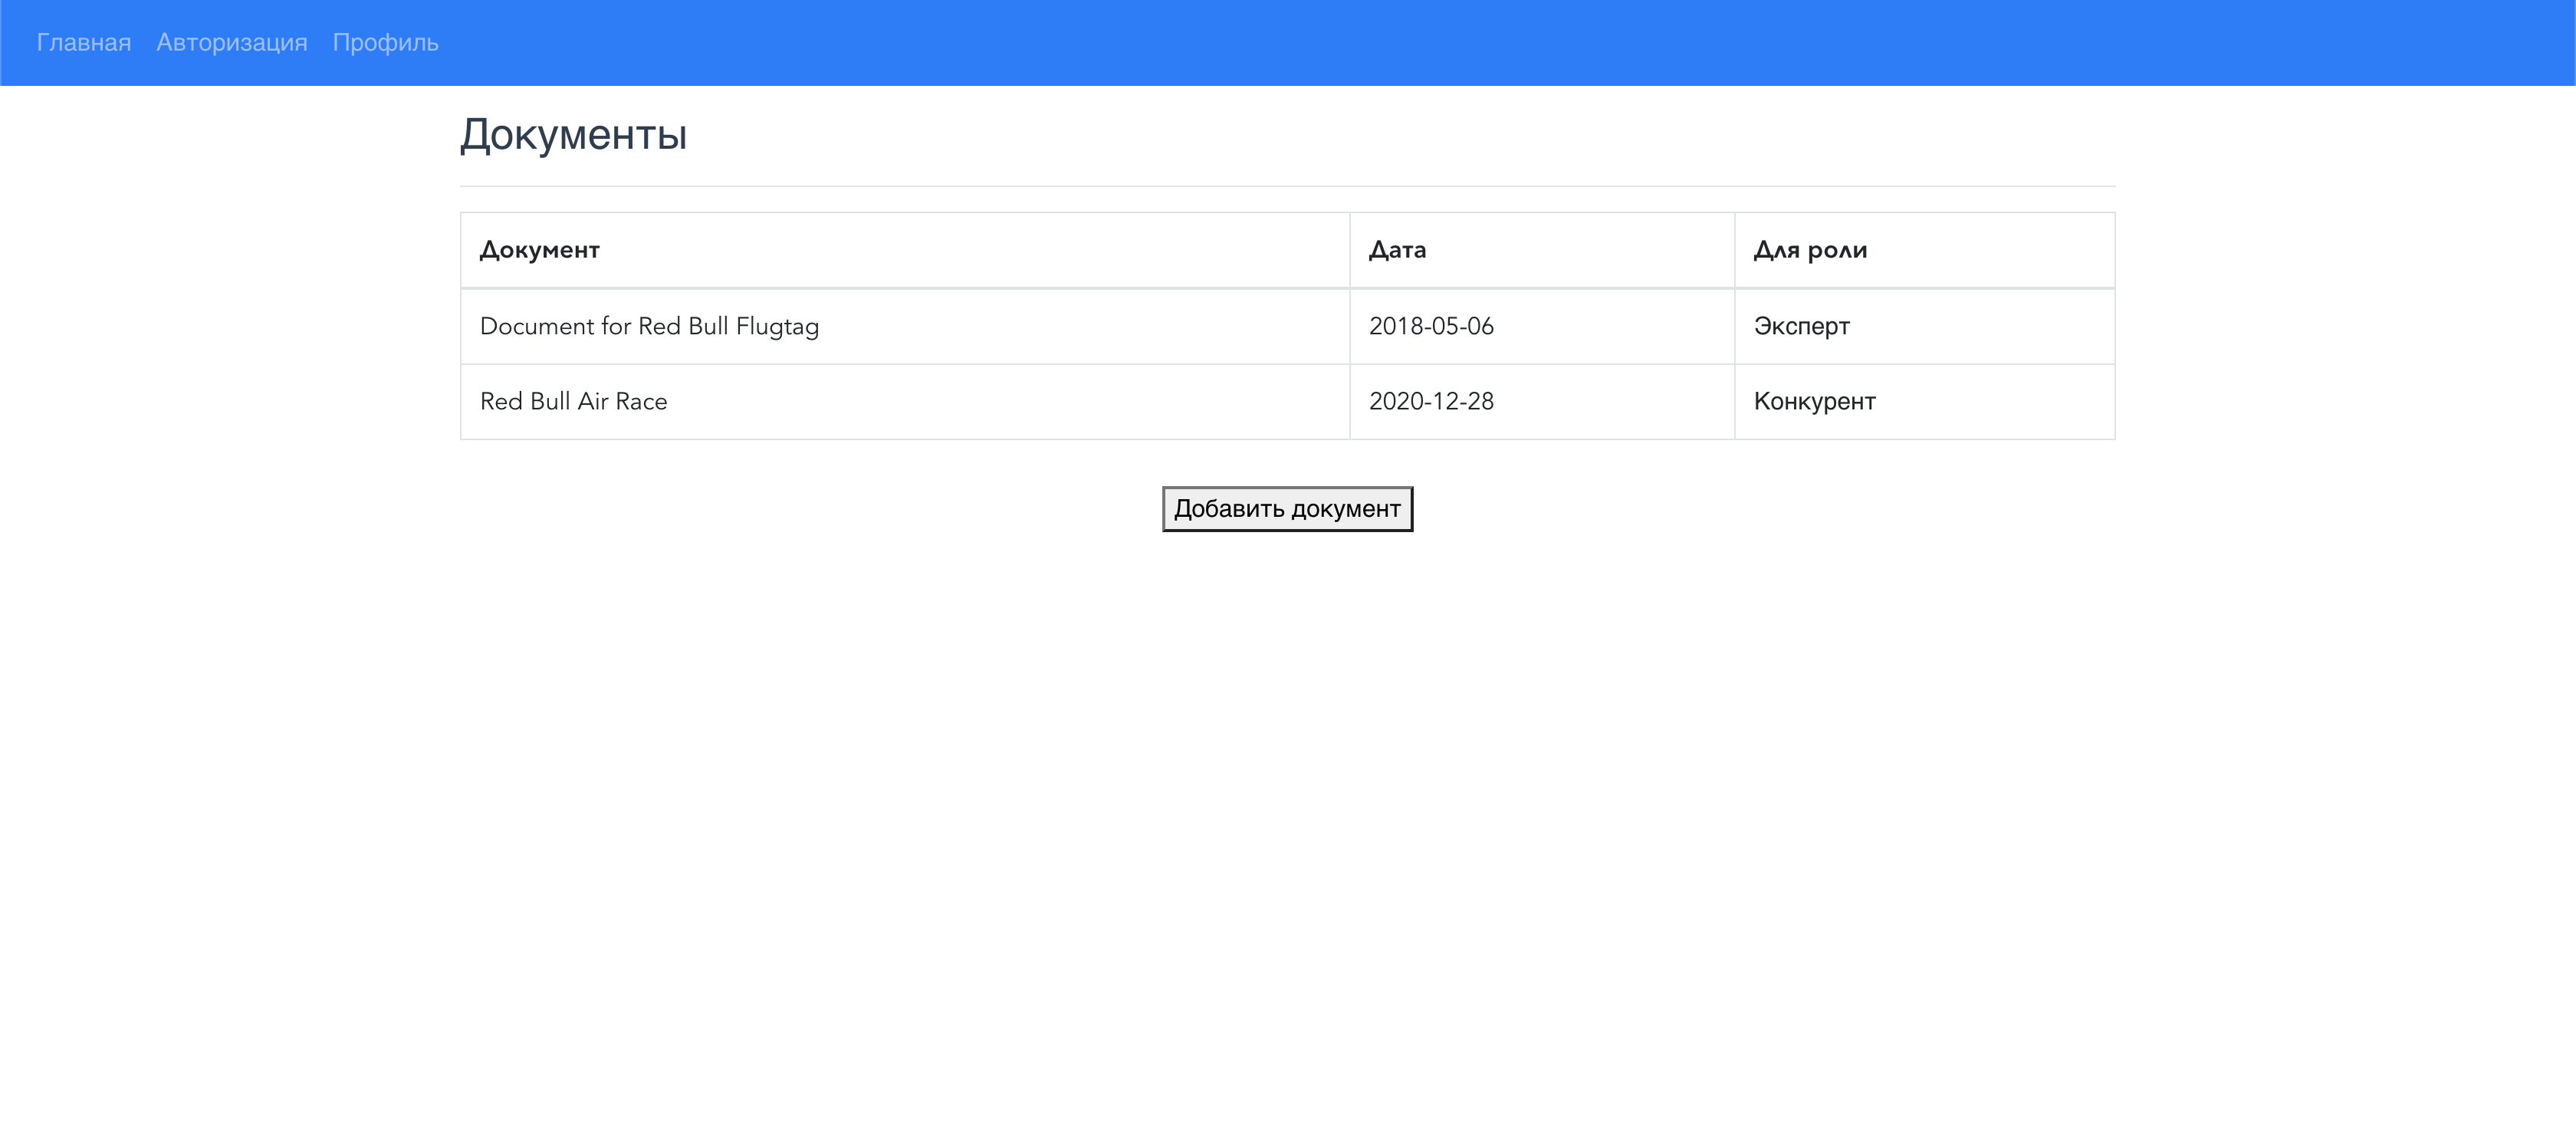 Главная Авторизация Профиль
Документы
Документ Дата Для роли
Document for Red Bull Flugtag 2018-05-06 Эксперт
Red Bull Air Race 2020-12-28 Конкурент
Добавить документ